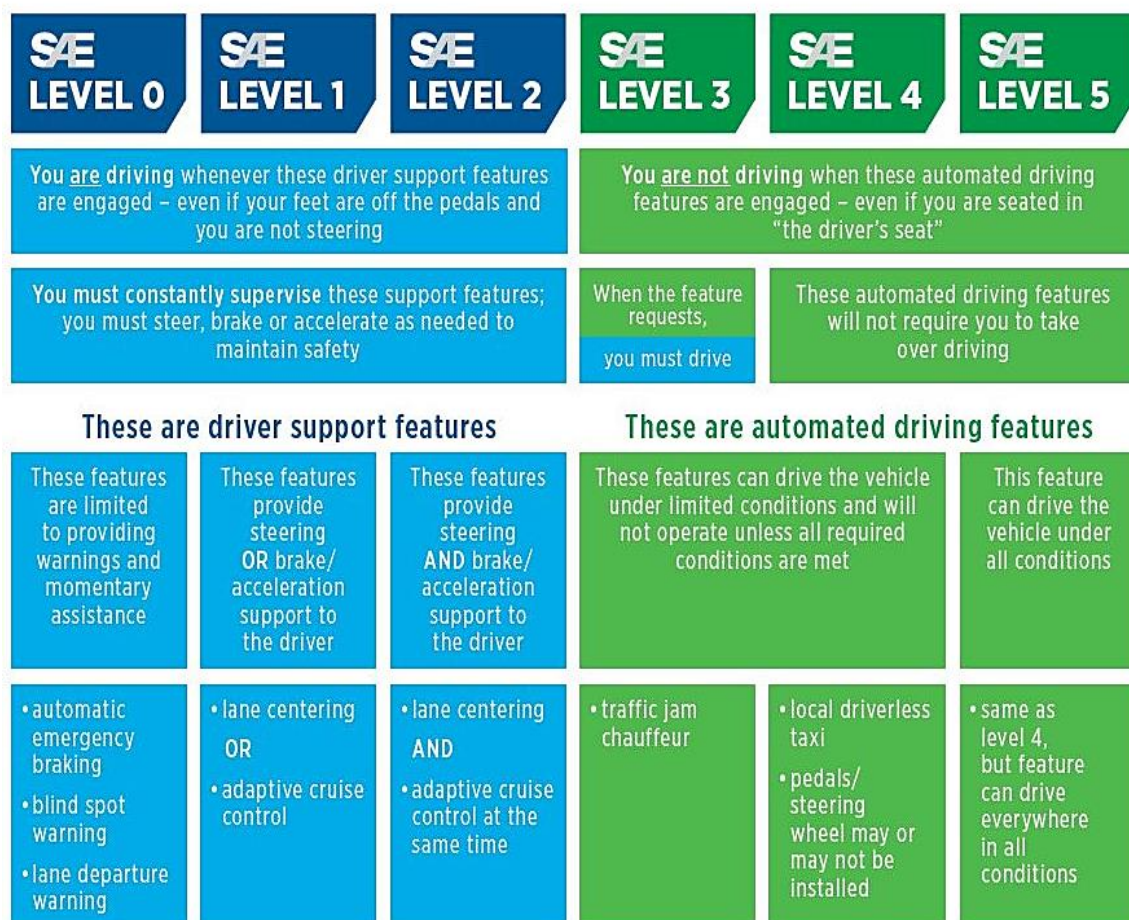 SAE
LEVEL 0
SAE
LEVEL 1
SAE
LEVEL 2
SAE
LEVEL 3
SAE
LEVEL 4
SAE
LEVEL 5
You are driving whenever these driver support features
are engaged – even if your feet are off the pedals and
you are not steering
You are not driving when these automated driving
features are engaged – even if you are seated in
“the driver’s seat”
You must constantly supervise these support features;
you must steer, brake or accelerate as needed to
maintain safety
When the feature
requests,
you must drive
These automated driving features
will not require you to take
over driving
These are driver support features
These are automated driving features
These features
are limited
to providing
warnings and
momentary
assistance
These features
provide
steering
OR brake/
acceleration
support to
the driver
These features
provide
steering
AND brake/
acceleration
support to
the driver
These features can drive the vehicle
under limited conditions and will
not operate unless all required
conditions are met
This feature
can drive the
vehicle under
all conditions
• automatic
emergency
braking
• blind spot
warning
• lane departure
warning
• lane centering
OR
• adaptive cruise
control
• lane centering
AND
• adaptive cruise
control at the
same time
• traffic jam
chauffeur
• local driverless
taxi
• pedals/
steering
wheel may or
may not be
installed
• same as
level 4,
but feature
can drive
everywhere
in all
conditions